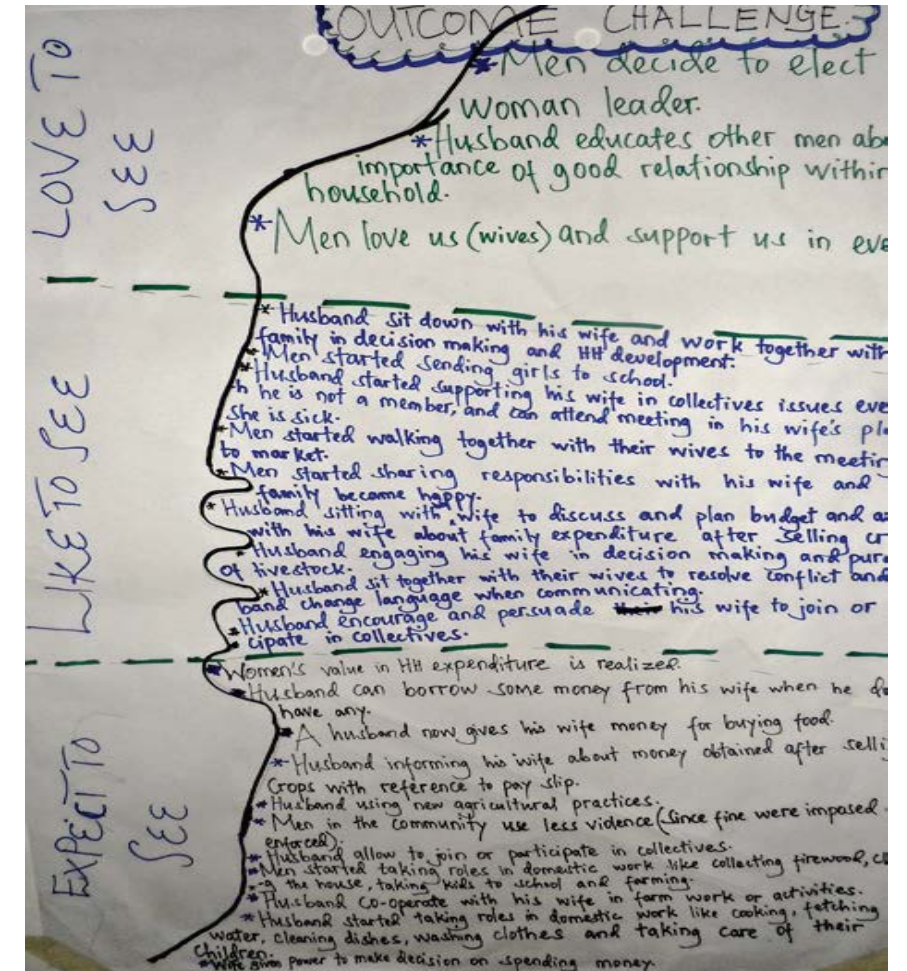 OUTCOME CHALLENGE.
LOVE TO
SEE
* Men decide to elect
woman leader.
* Husband educates other men
importance of good relationship within
household.
* Men love us (wives) and support us in
LIKE TO SEE
* Husband sit down with his wife and work together with
family in decision making and HH development.
* Men started sending girls to school.
* Husband started supporting his wife in collectives issues
h he is not a member, and can attend meeting in his wife's
she is sick.
* Men started walking together with their wives to the
to market.
* Men started sharing responsibilities with his wife and
family become happy.
* Husband sitting with wife to discuss and plan budget and
with his wife about family expenditure after selling
* Husband engaging his wife in decision making and
of livestock.
* Husband sit together with their wives to resolve conflict and
band change language when communicating.
* Husband encourage and persuade his wife to join or
cipate in collectives.
EXPECT TO
SEE
* Women's value in HH expenditure is realized.
* Husband can borrow some money from his wife when he
have any.
* A husband now gives his wife money for buying food.
* Husband informing his wife about money obtained after
Crops with reference to pay slip.
* Husband using new agricultural practices.
* Men in the community use less violence (since fine were imposed
enforced).
* Husband allow to join or participate in collectives.
* Men started taking roles in domestic work like collecting firewood,
-g the house, taking kids to school and farming.
* Husband co-operate with his wife in farm work or activities.
* Husband started taking roles in domestic work like cooking, fetching
water, cleaning dishes, washing clothes and taking care of their
Children.
* Wife given power to make decision on spending money.